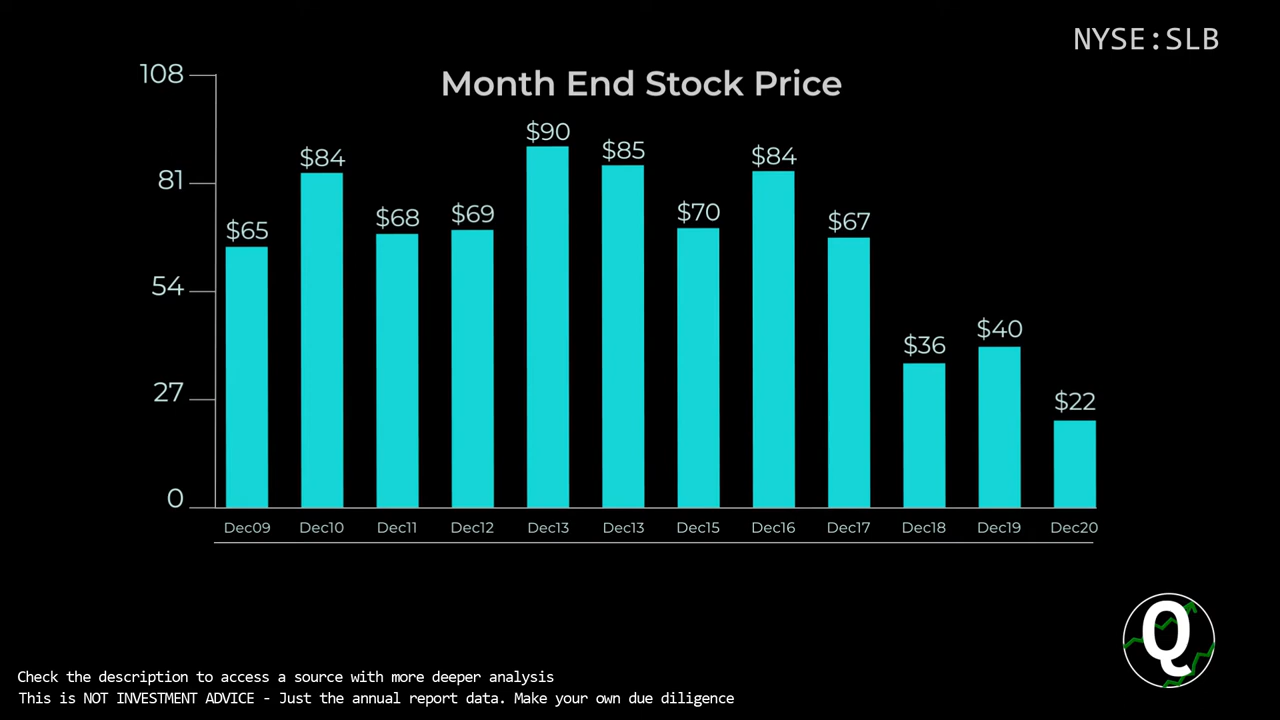 NYSE:SLB
Month End Stock Price
108
81
54
27
0
$65 $84 $68 $69 $90 $85 $70 $84 $67 $36 $40 $22
Dec09 Dec10 Dec11 Dec12 Dec13 Dec13 Dec15 Dec16 Dec17 Dec18 Dec19 Dec20
Q
Check the description to access a source with more deeper analysis
This is NOT INVESTMENT ADVICE - Just the annual report data. Make your own due diligence